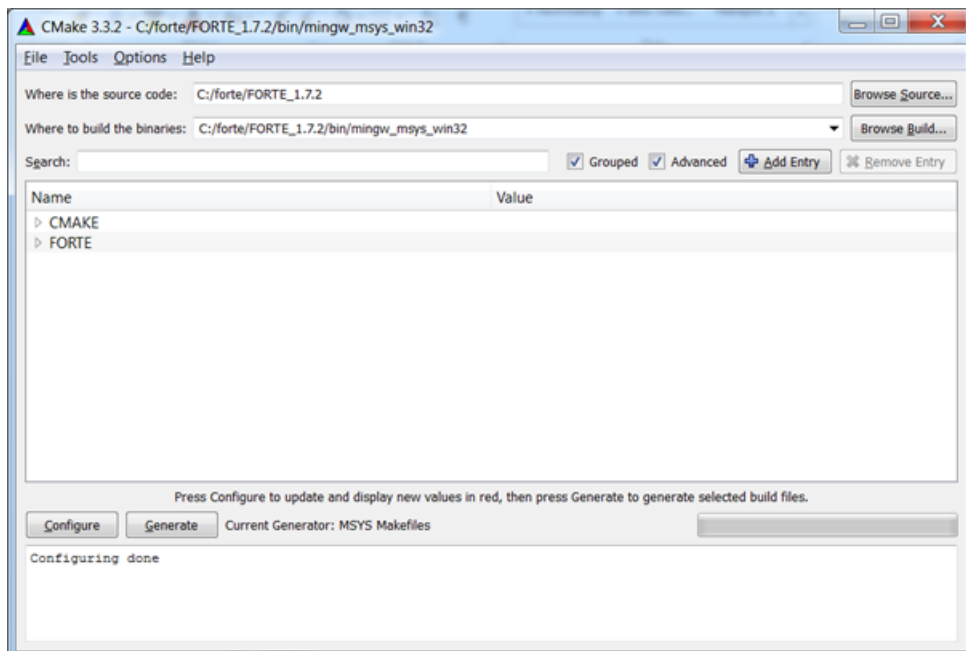 CMake 3.3.2 - C:/forte/FORTE_1.7.2/bin/mingw_msys_win32
File Tools Options Help
Where is the source code: C:/forte/FORTE_1.7.2 Browse Source...
Where to build the binaries: C:/forte/FORTE_1.7.2/bin/mingw_msys_win32 Browse Build...
Search: Grouped Advanced Add Entry Remove Entry
Name Value
CMAKE
FORTE
Press Configure to update and display new values in red, then press Generate to generate selected build files.
Configure Generate Current Generator: MSYS Makefiles
Configuring done